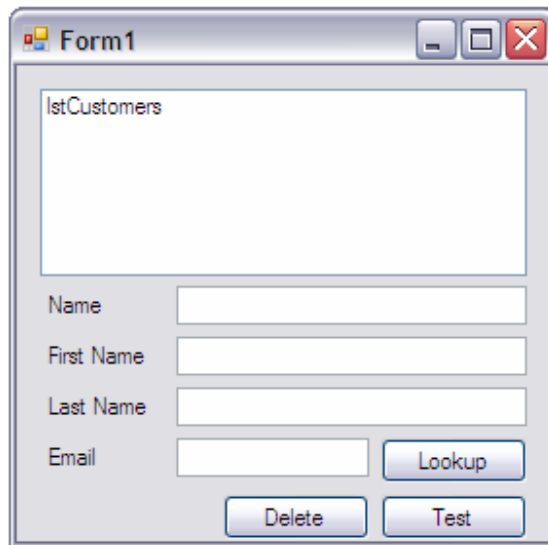 Form1
lstCustomers
Name
First Name
Last Name
Email
Lookup
Delete
Test